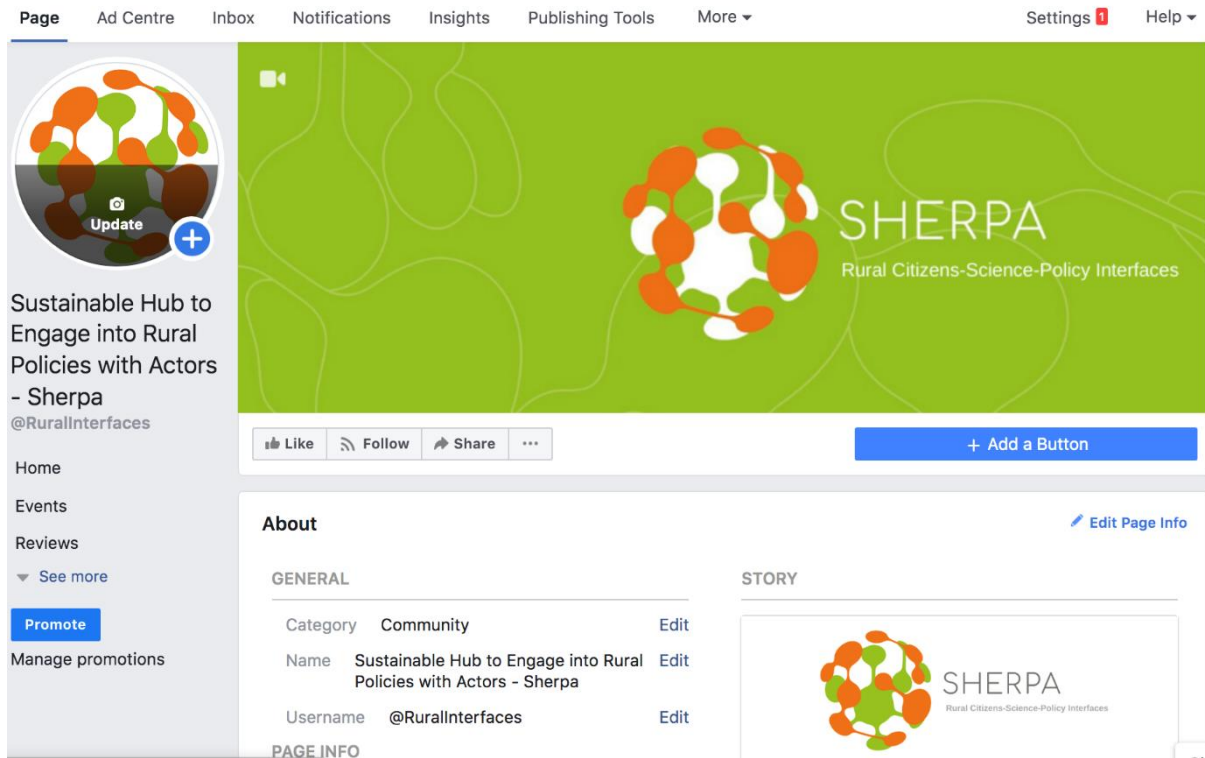 Page Ad Centre Inbox Notifications Insights Publishing Tools More Settings 1 Help
Update
Sustainable Hub to
Engage into Rural
Policies with Actors
- Sherpa
@RuralInterfaces
Home
Events
Reviews
See more
Promote
Manage promotions
SHERPA
Rural Citizens-Science-Policy Interfaces
Like Follow Share ...
+ Add a Button
About
Edit Page Info
GENERAL
Category Community Edit
Name Sustainable Hub to Engage into Rural Edit
Policies with Actors - Sherpa
Username @RuralInterfaces Edit
PAGE INFO
STORY
SHERPA
Rural Citizens-Science-Policy Interfaces